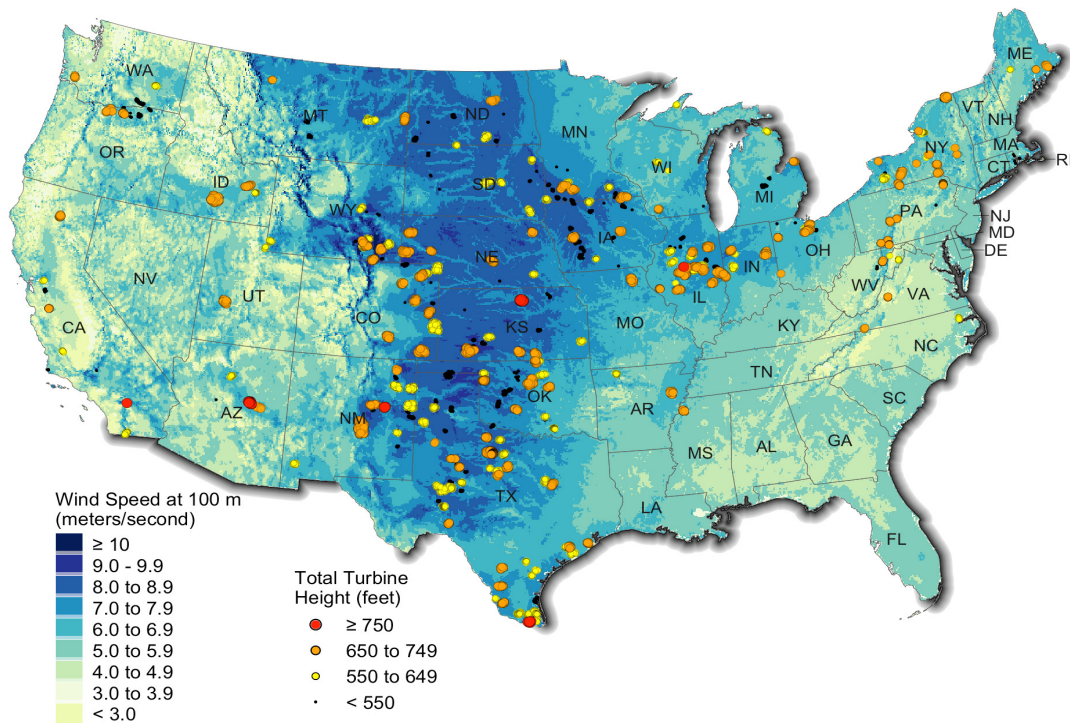 WA
MT
ND
MN
ME
VT
NH
OR
ID
SD
WI
MI
NY
MA
CT
WY
NE
IA
PA
NJ
MD
DE
NV
UT
CO
KS
MO
IL
IN
OH
WV
VA
CA
KY
NC
AZ
NM
OK
AR
TN
SC
TX
LA
MS
AL
GA
FL
Wind Speed at 100 m
(meters/second)
≥ 10
9.0 - 9.9
8.0 to 8.9
7.0 to 7.9
6.0 to 6.9
5.0 to 5.9
4.0 to 4.9
3.0 to 3.9
< 3.0
Total Turbine
Height (feet)
≥ 750
650 to 749
550 to 649
< 550